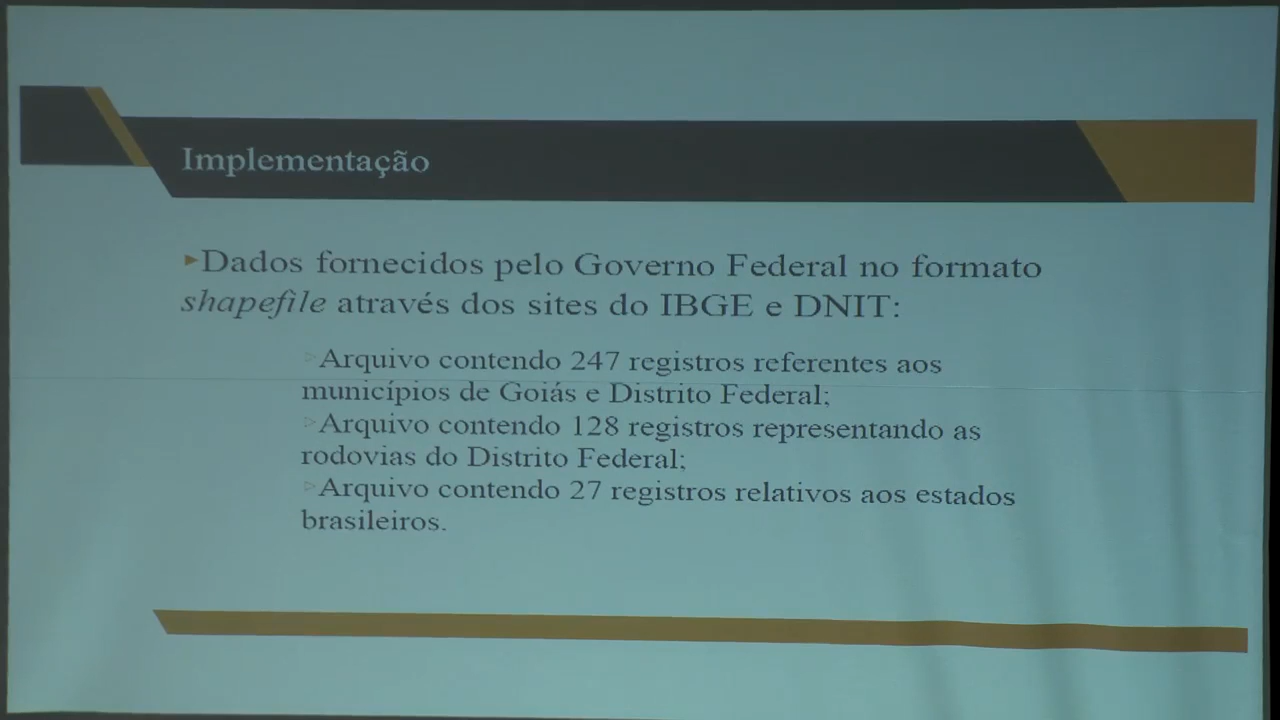 Implementação
Dados fornecidos pelo Governo Federal no formato
shapefile através dos sites do IBGE e DNIT:
Arquivo contendo 247 registros referentes aos
municípios de Goiás e Distrito Federal;
Arquivo contendo 128 registros representando as
rodovias do Distrito Federal;
Arquivo contendo 27 registros relativos aos estados
brasileiros.